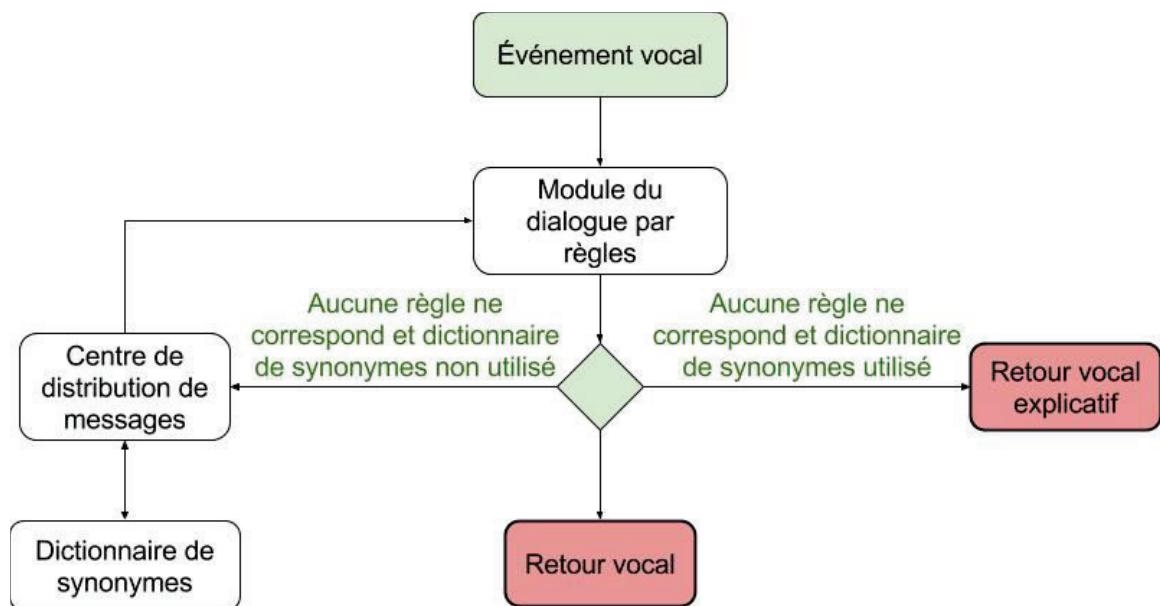 Événement vocal
Module du
dialogue par
règles
Aucune règle ne
correspond et dictionnaire
de synonymes non utilisé
Aucune règle ne
correspond et dictionnaire
de synonymes utilisé
Centre de
distribution de
messages
Retour vocal
explicatif
Dictionnaire de
synonymes
Retour vocal